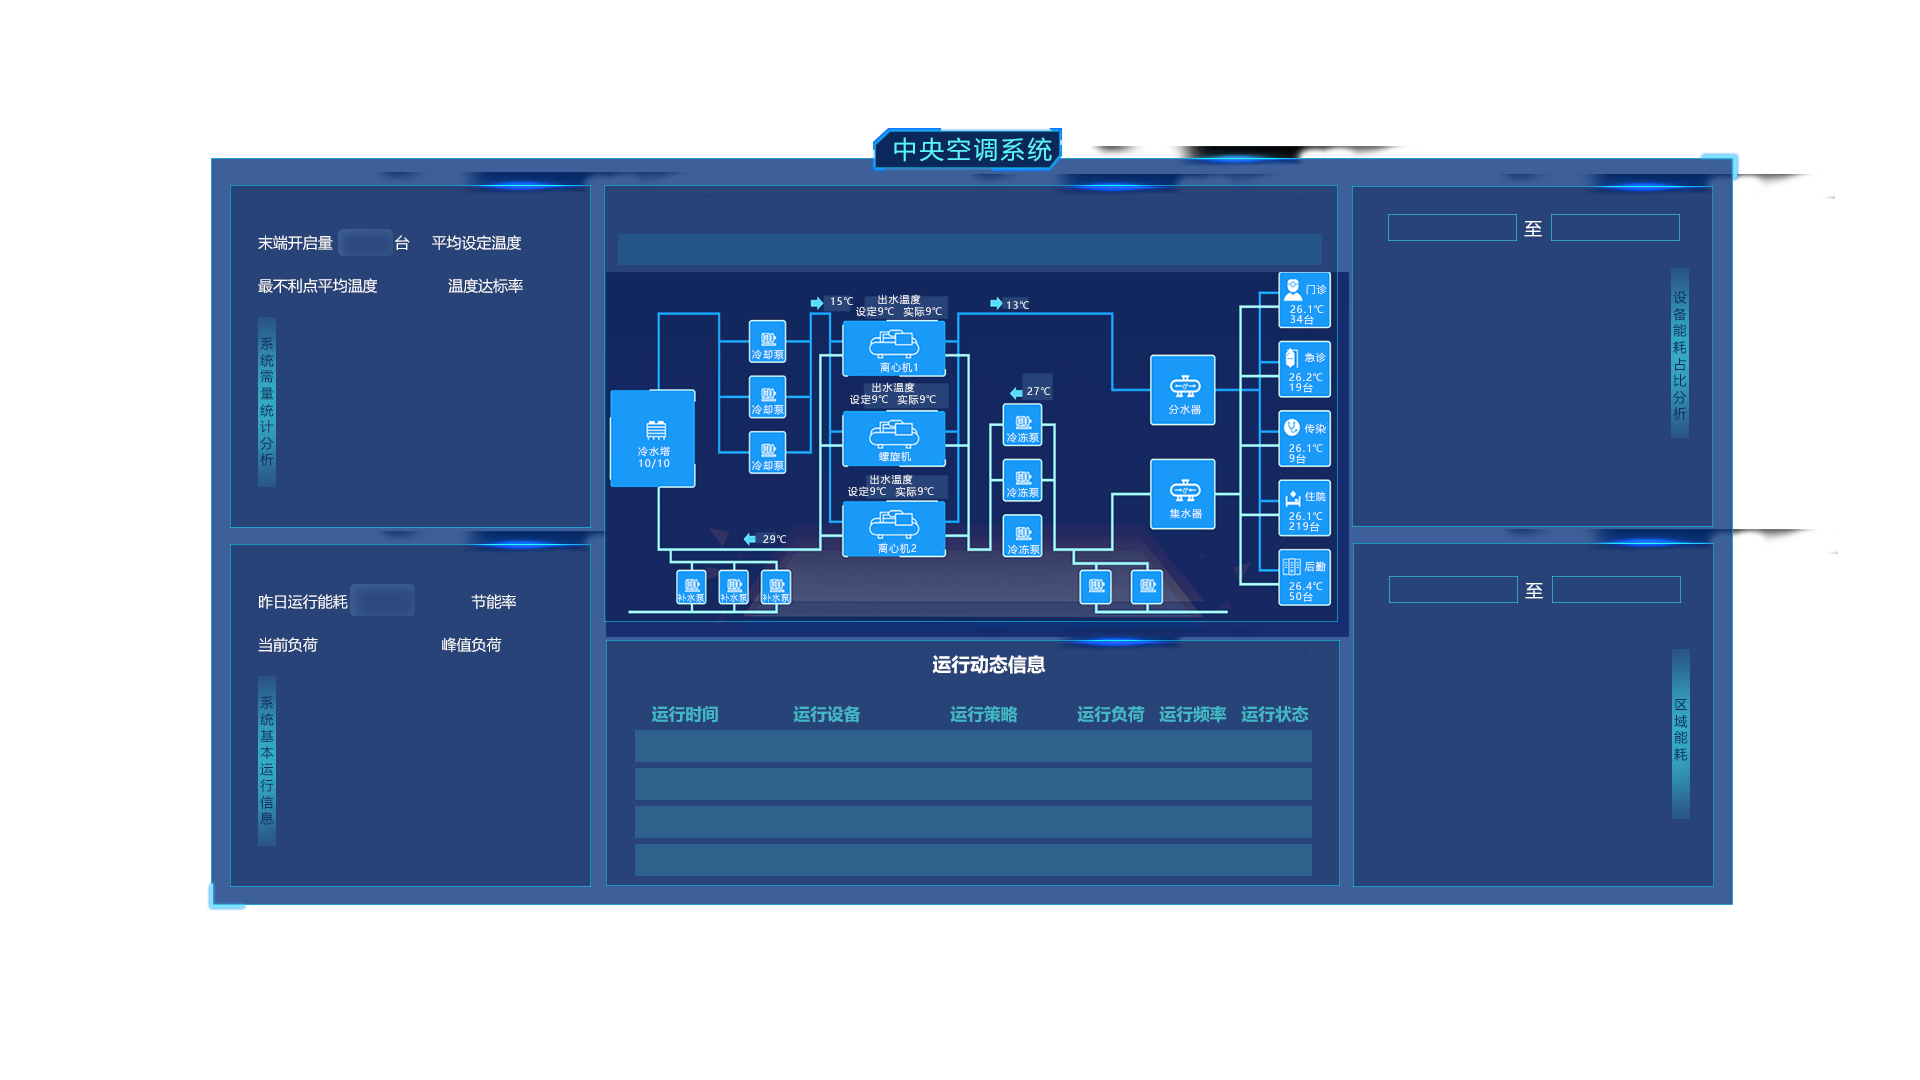 中央空调系统
末端开启量 台 平均设定温度
最不利点平均温度 温度达标率
系统需量统计分析
昨日运行能耗 节能率
当前负荷 峰值负荷
系统基本运行信息
15℃
出水温度
设定9℃ 实际9℃
离心机1
13℃
冷却泵
冷却泵
冷却泵
出水温度
设定9℃ 实际9℃
螺旋机
27℃
冷水塔
10/10
出水温度
设定9℃ 实际9℃
离心机2
29℃
冷冻泵
冷冻泵
冷冻泵
分水器
集水器
补水泵
补水泵
补水泵
门诊
26.1℃
34台
急诊
26.2℃
19台
传染
26.1℃
9台
住院
26.1℃
219台
后勤
26.4℃
50台
运行动态信息
运行时间 运行设备 运行策略 运行负荷 运行频率 运行状态
至
设备能耗占比分析
至
区域能耗